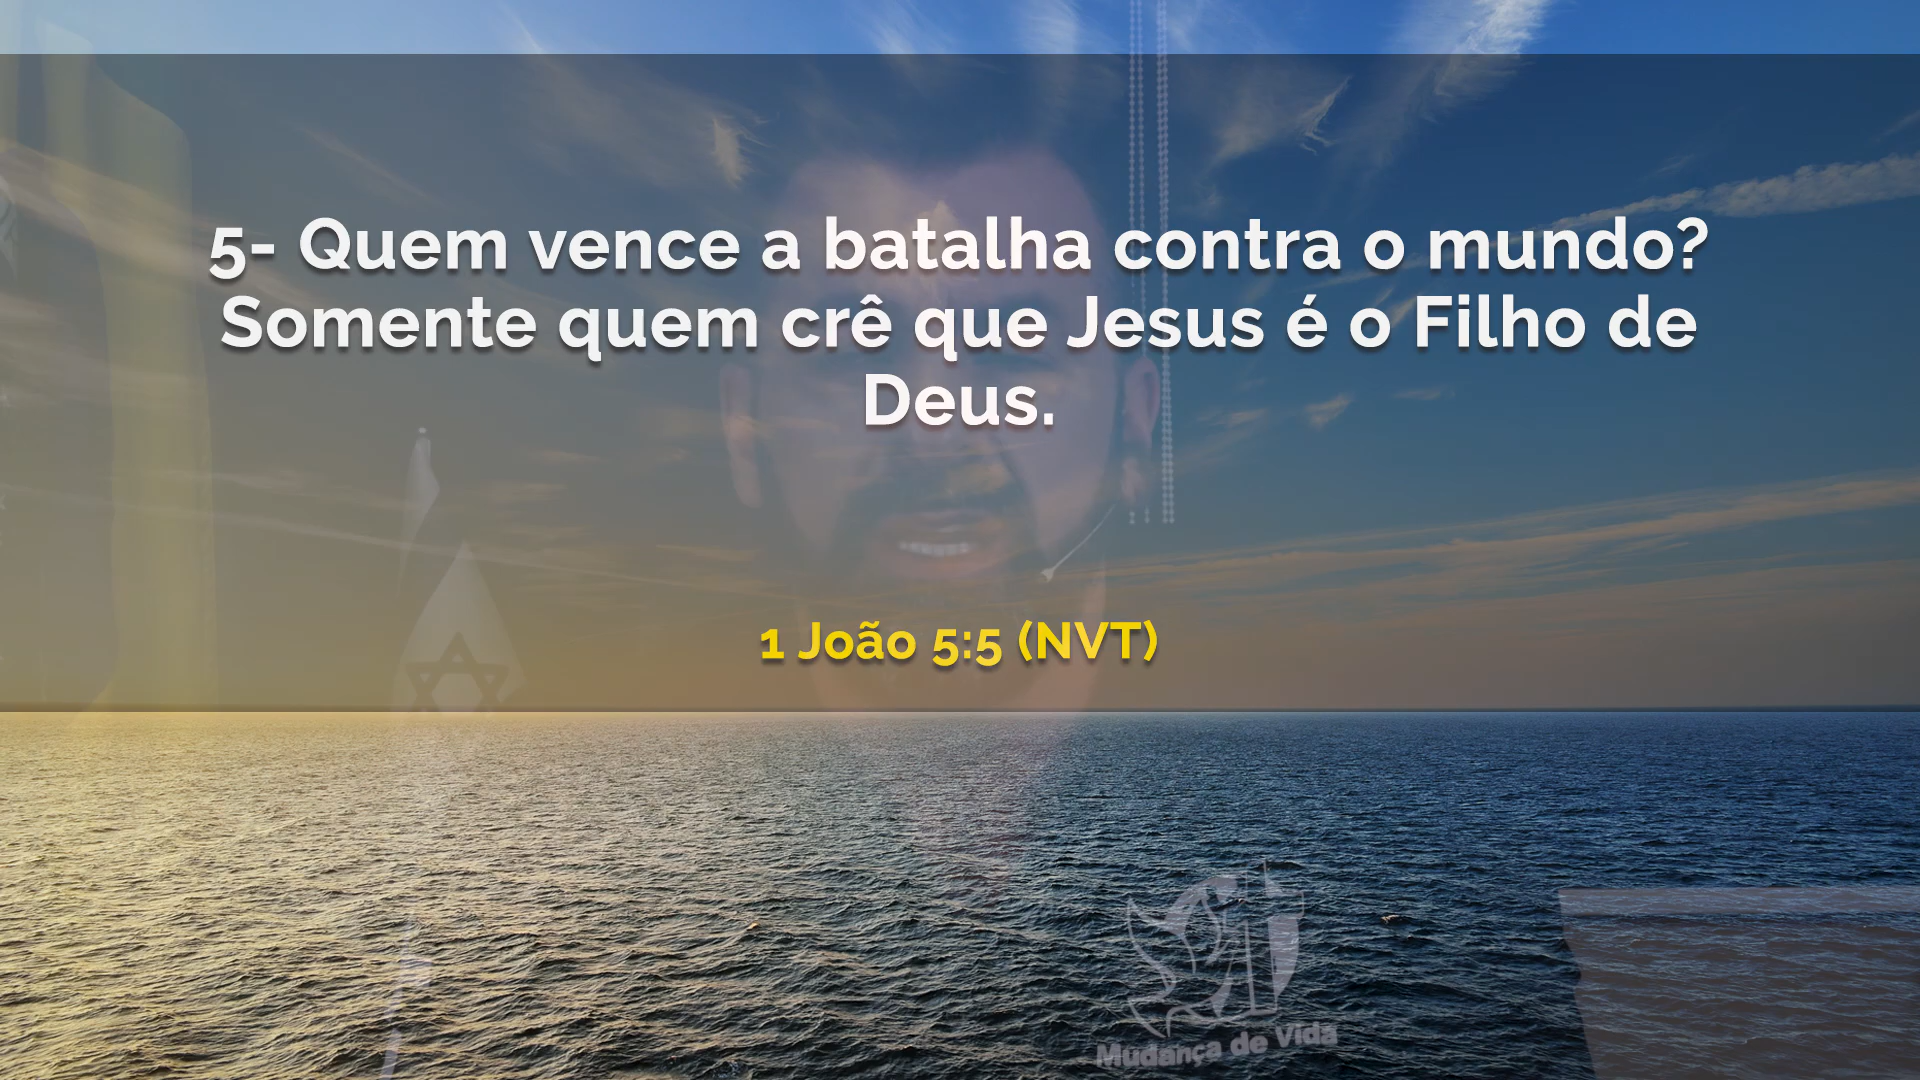 5- Quem vence a batalha contra o mundo?
Somente quem crê que Jesus é o Filho de
Deus.
1 João 5:5 (NVT)
Mudança de Vida